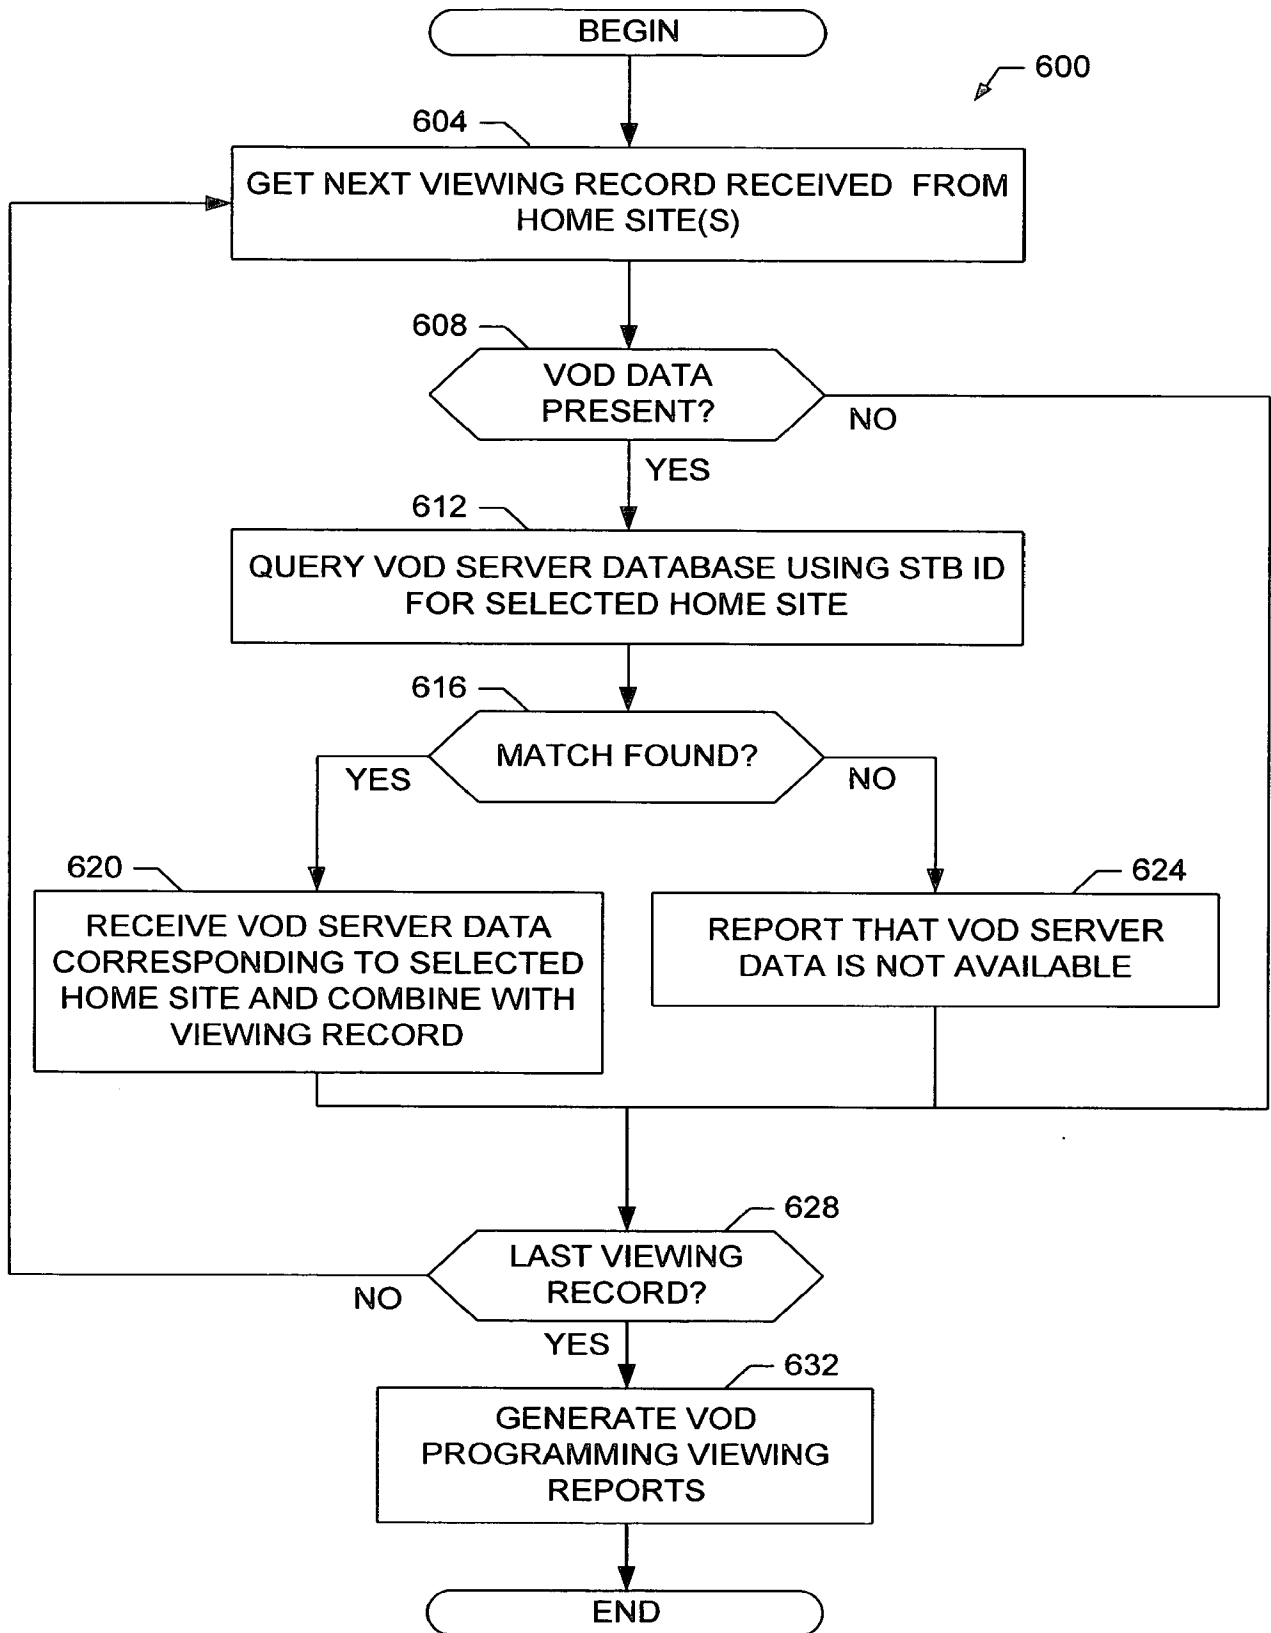 BEGIN
600
604
GET NEXT VIEWING RECORD RECEIVED FROM
HOME SITE(S)
608
VOD DATA
PRESENT?
NO
YES
612
QUERY VOD SERVER DATABASE USING STB ID
FOR SELECTED HOME SITE
616
MATCH FOUND?
YES
NO
620
RECEIVE VOD SERVER DATA
CORRESPONDING TO SELECTED
HOME SITE AND COMBINE WITH
VIEWING RECORD
624
REPORT THAT VOD SERVER
DATA IS NOT AVAILABLE
628
LAST VIEWING
RECORD?
NO
YES
632
GENERATE VOD
PROGRAMMING VIEWING
REPORTS
END